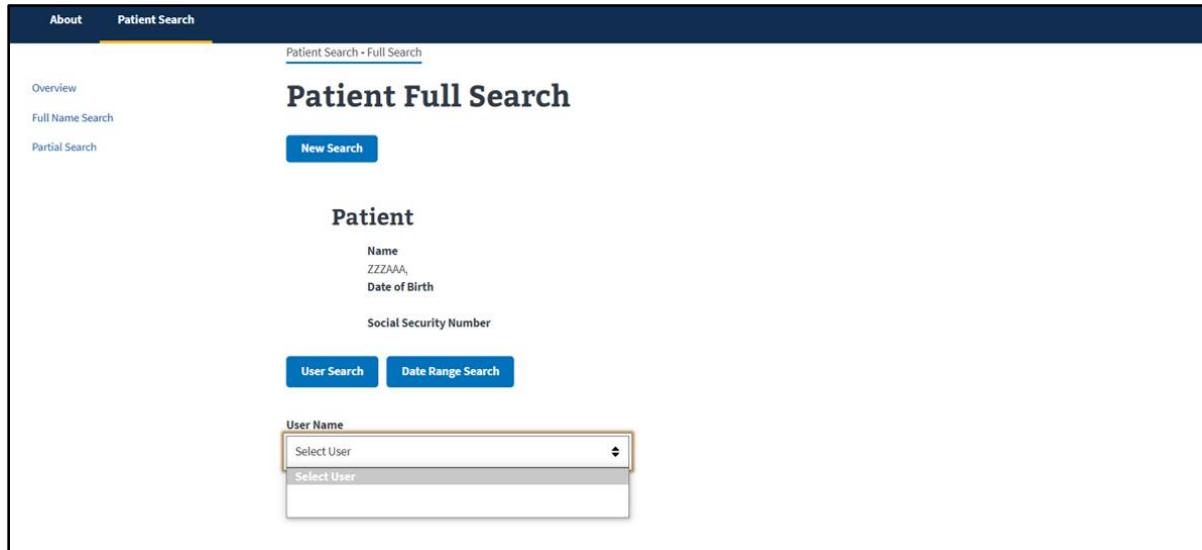 About Patient Search
Patient Search • Full Search
Overview
Full Name Search
Partial Search
Patient Full Search
New Search
Patient
Name
ZZZAAA,
Date of Birth
Social Security Number
User Search Date Range Search
User Name
Select User
Select User